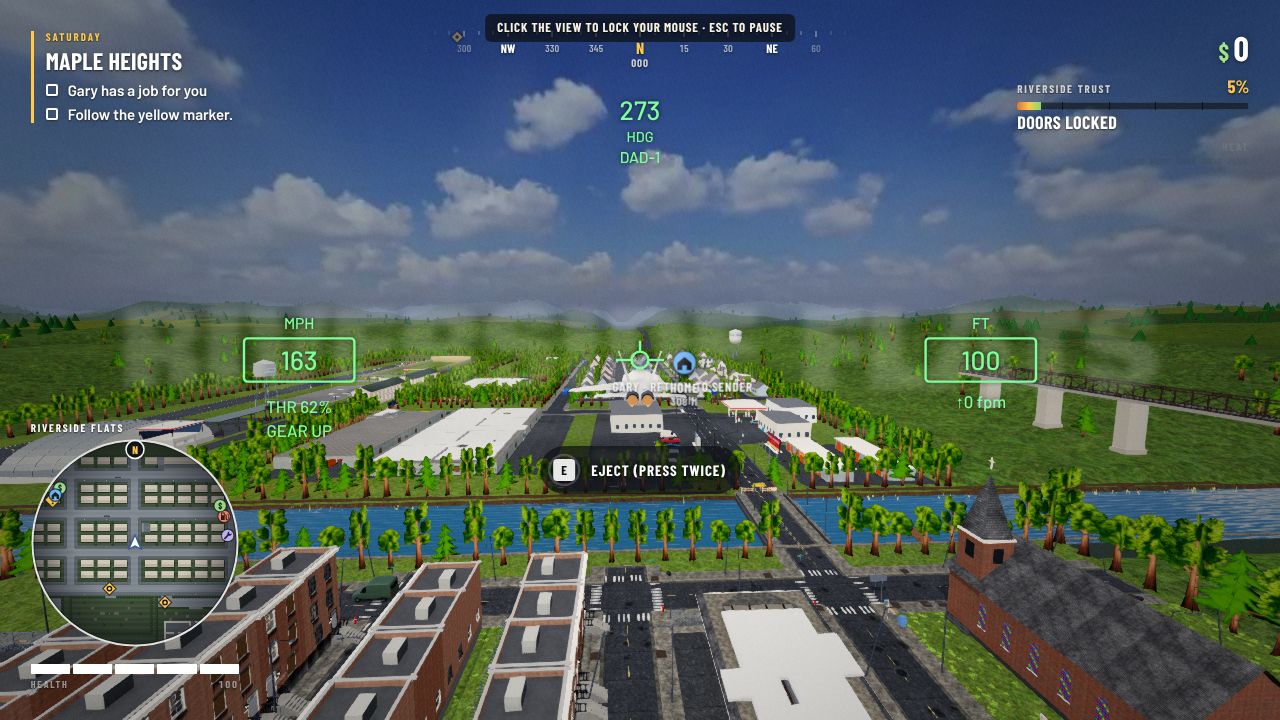 CLICK THE VIEW TO LOCK YOUR MOUSE · ESC TO PAUSE
SATURDAY
MAPLE HEIGHTS
Gary has a job for you
Follow the yellow marker.
300 NW 330 345 N 15 30 NE 60
000
$0
RIVERSIDE TRUST 5%
DOORS LOCKED
HEAT
273
HDG
DAD-1
MPH
163
THR 62%
GEAR UP
FT
100
↑0 fpm
E EJECT (PRESS TWICE)
RIVERSIDE FLATS
N
HEALTH 100